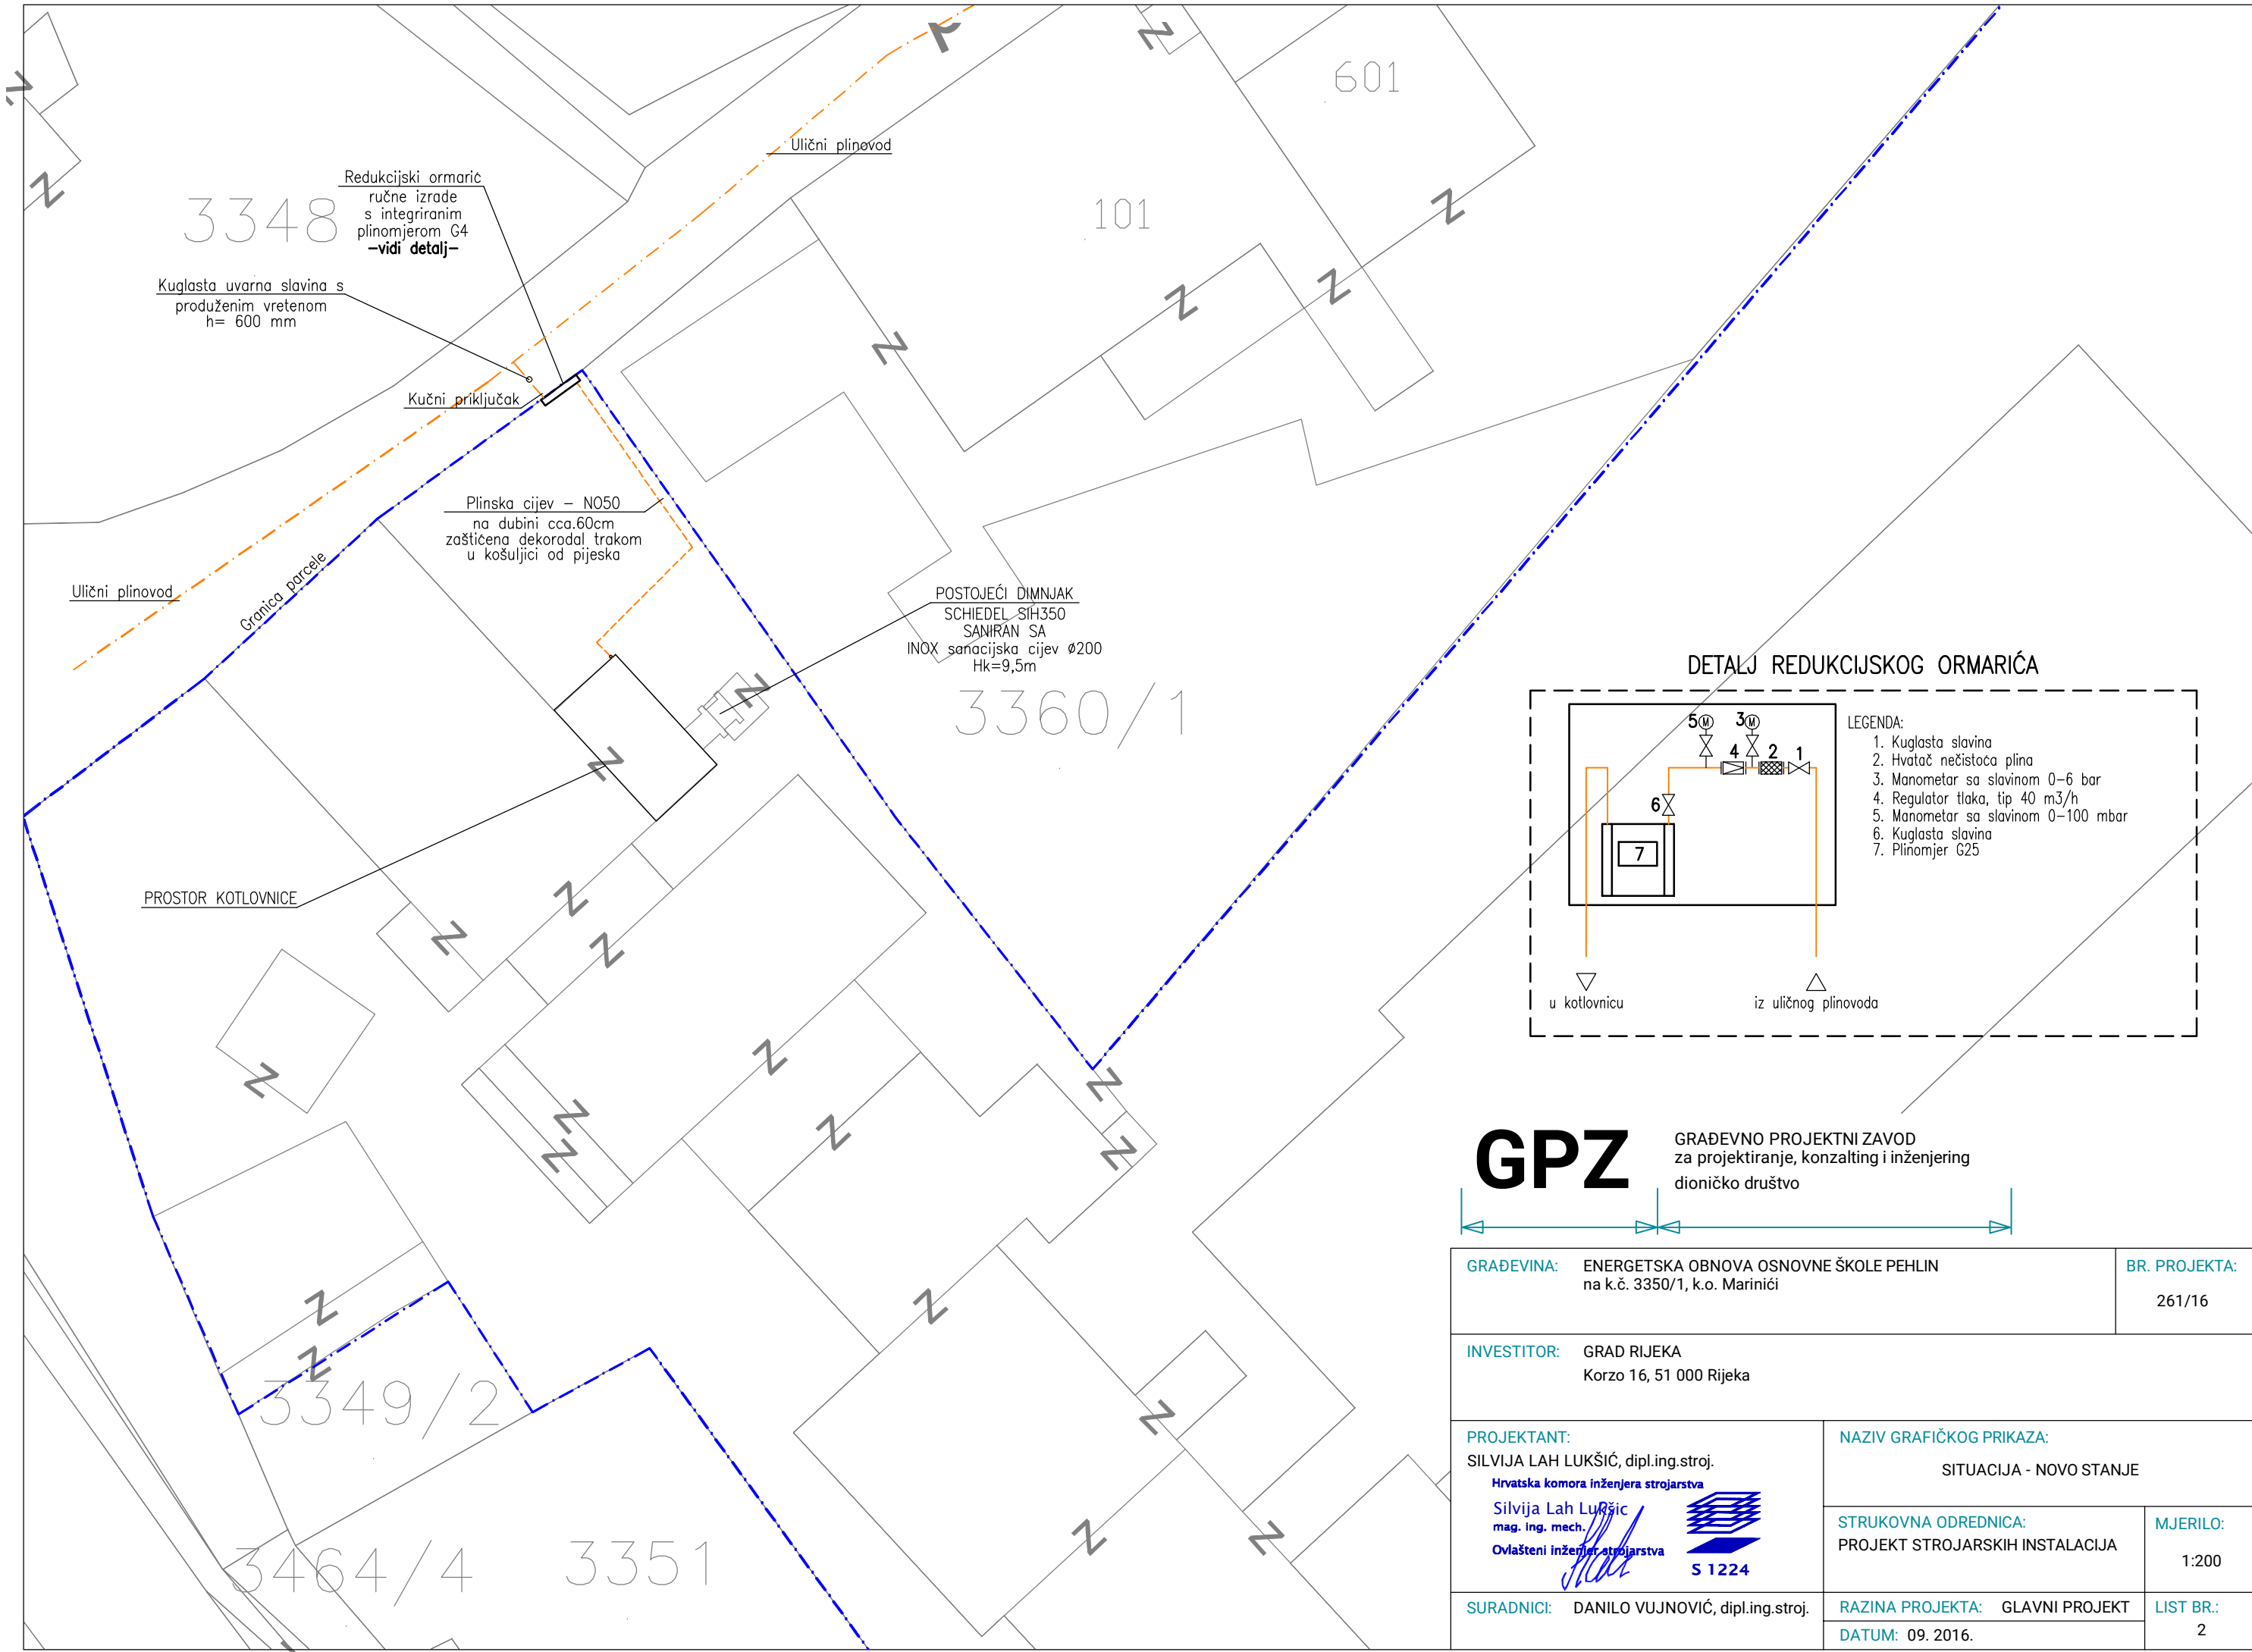 601
Ulični plinovod
101
Redukcijski ormarić
ručne izrade
s integriranim
plinomjerom G4
-vidi detalj-
3348
Kuglasta uvarna slavina s
produženim vretenom
h= 600 mm
Kučni priključak
Plinska cijev - NO50
na dubini cca.60cm
zaštićena dekorodal trakom
u košuljici od pijeska
Ulični plinovod
Granica parcele
POSTOJEĆI DIMNJAK
SCHIEDEL SIH350
SANIRAN SA
INOX sanacijska cijev Ø200
Hk=9,5m
3360/1
PROSTOR KOTLOVNICE
DETALJ REDUKCIJSKOG ORMARIĆA
5 M 3 M
4 2 1
6
7
LEGENDA:
1. Kuglasta slavina
2. Hvatač nečistoća plina
3. Manometar sa slavinom 0-6 bar
4. Regulator tlaka, tip 40 m3/h
5. Manometar sa slavinom 0-100 mbar
6. Kuglasta slavina
7. Plinomjer G25
u kotlovnicu
iz uličnog plinovoda
3349/2
3464/4
3351
GPZ
GRAĐEVNO PROJEKTNI ZAVOD
za projektiranje, konzalting i inženjering
dioničko društvo
GRAĐEVINA: ENERGETSKA OBNOVA OSNOVNE ŠKOLE PEHLIN
na k.č. 3350/1, k.o. Marinići
BR. PROJEKTA:
261/16
INVESTITOR: GRAD RIJEKA
Korzo 16, 51 000 Rijeka
PROJEKTANT:
SILVIJA LAH LUKŠIĆ, dipl.ing.stroj.
Hrvatska komora inženjera strojarstva
Silvija Lah Lukšic
mag. ing. mech.
Ovlašteni inženjer strojarstva
S 1224
NAZIV GRAFIČKOG PRIKAZA:
SITUACIJA - NOVO STANJE
STRUKOVNA ODREDNICA:
PROJEKT STROJARSKIH INSTALACIJA
MJERILO:
1:200
SURADNICI: DANILO VUJNOVIĆ, dipl.ing.stroj.
RAZINA PROJEKTA: GLAVNI PROJEKT
DATUM: 09. 2016.
LIST BR.:
2